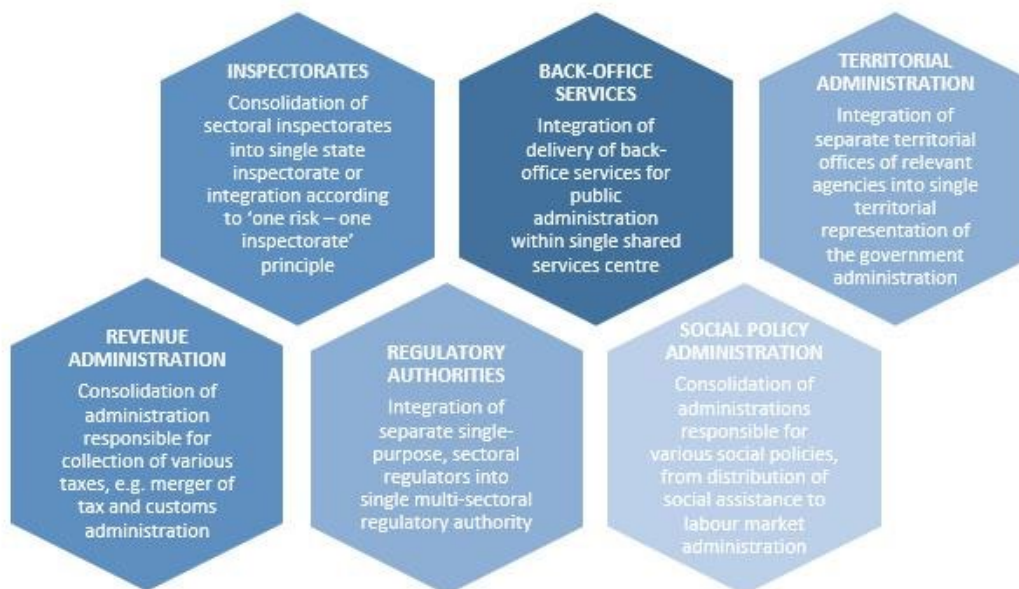 INSPECTORATES
Consolidation of
sectoral inspectorates
into single state
inspectorate or
integration according
to ‘one risk – one
inspectorate’
principle
BACK-OFFICE
SERVICES
Integration of
delivery of back-
office services for
public
administration
within single shared
services centre
TERRITORIAL
ADMINISTRATION
Integration of
separate territorial
offices of relevant
agencies into single
territorial
representation of
the government
administration
REVENUE
ADMINISTRATION
Consolidation of
administration
responsible for
collection of various
taxes, e.g. merger of
tax and customs
administration
REGULATORY
AUTHORITIES
Integration of
separate single-
purpose, sectoral
regulators into
single multi-sectoral
regulatory authority
SOCIAL POLICY
ADMINISTRATION
Consolidation of
administrations
responsible for
various social policies,
from distribution of
social assistance to
labour market
administration